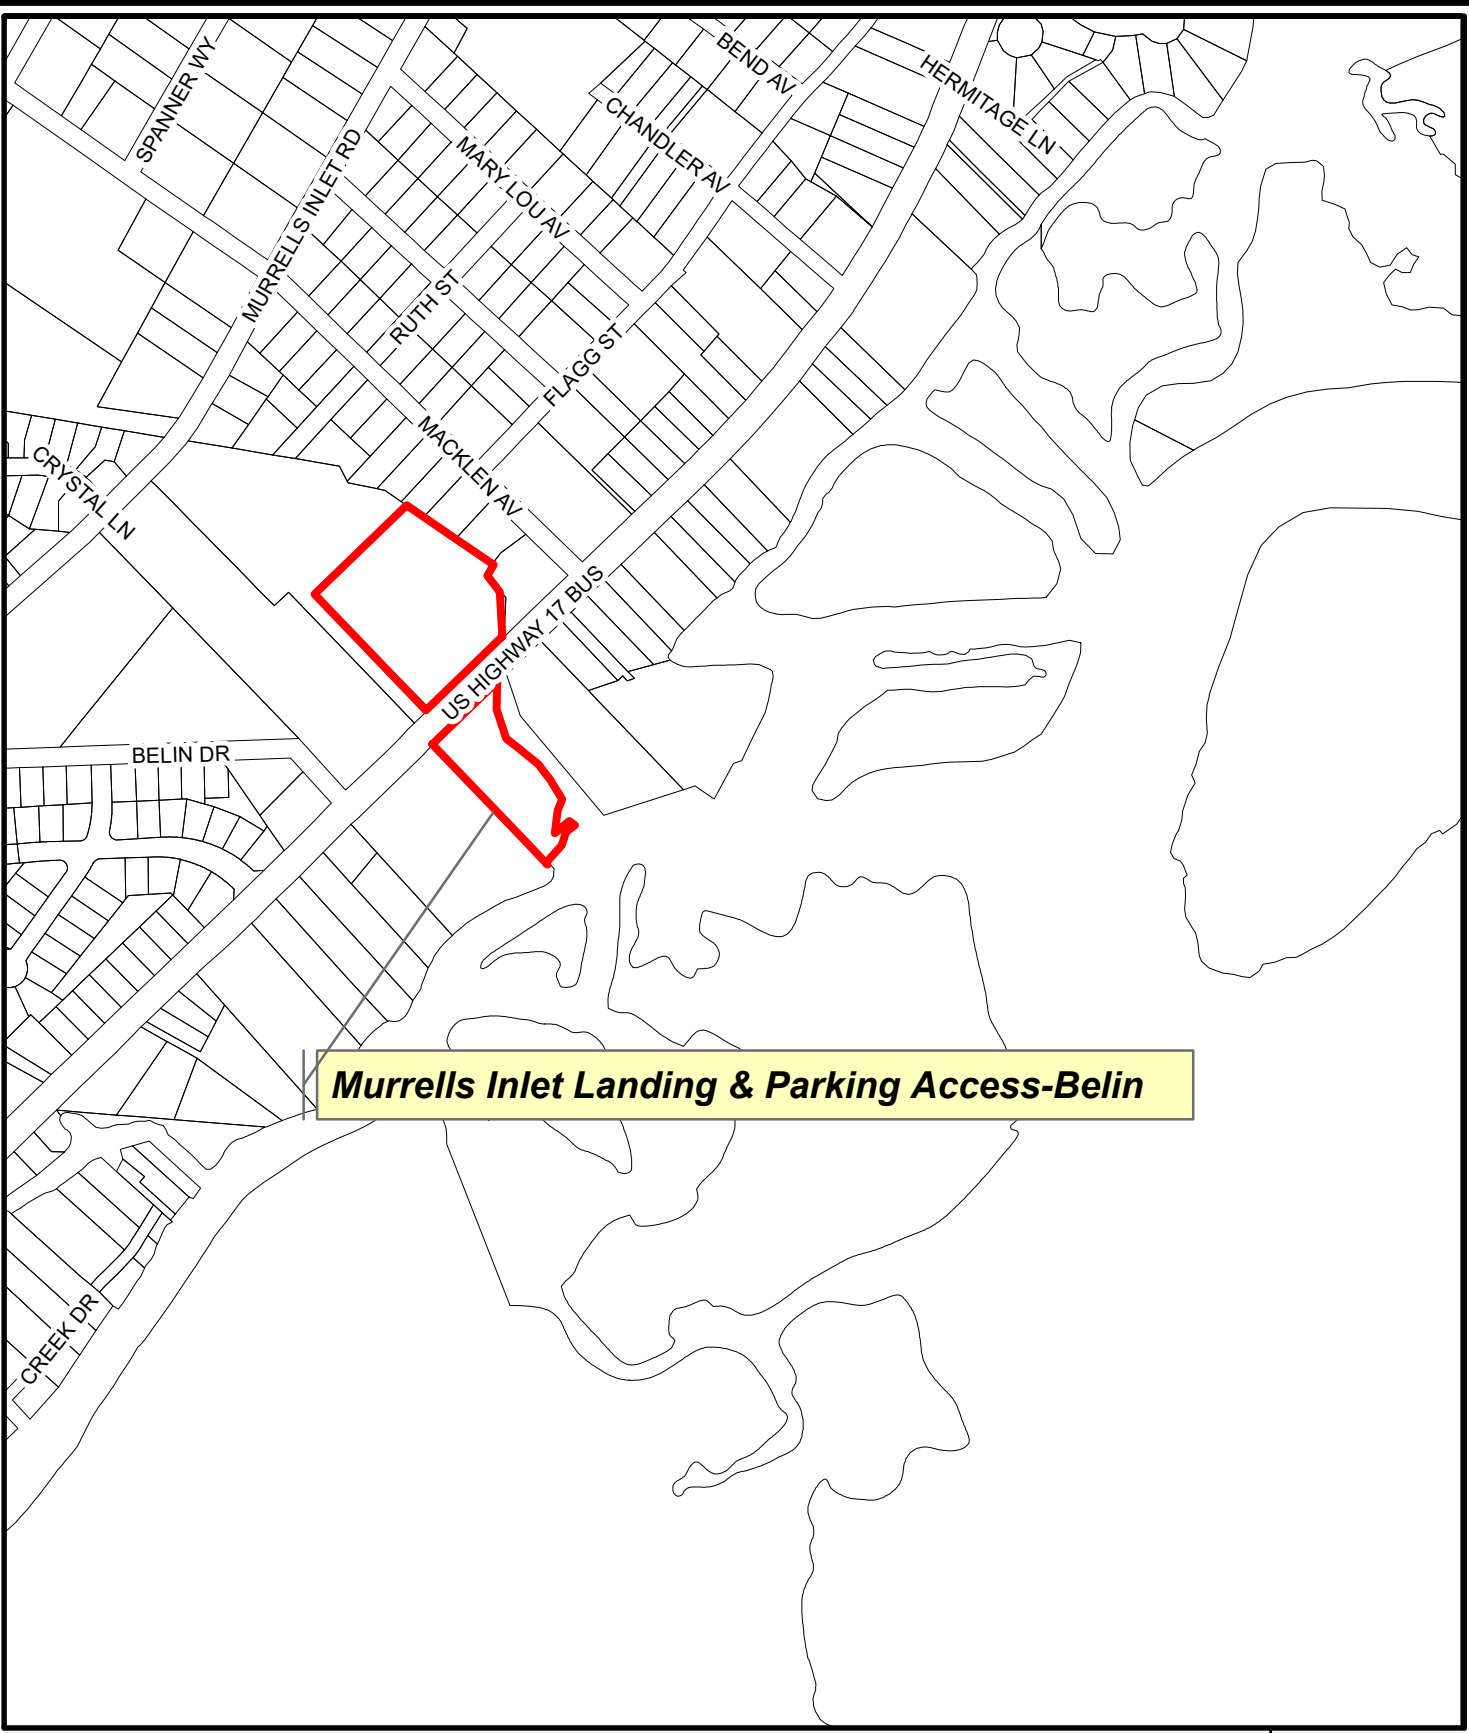 BEND AV
HERMITAGE LN
SPANNER WY
CHANDLER AV
MARY LOU AV
MURRELLS INLET RD
RUTH ST
FLAGG ST
MACKLEN AV
CRYSTAL LN
US HIGHWAY 17 BUS
BELIN DR
Murrells Inlet Landing & Parking Access-Belin
CREEK DR